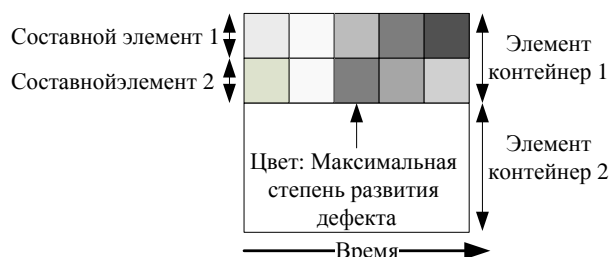 Составной элемент 1
Составнойэлемент 2
Элемент
контейнер 1
Цвет: Максимальная
степень развития
дефекта
Элемент
контейнер 2
Время